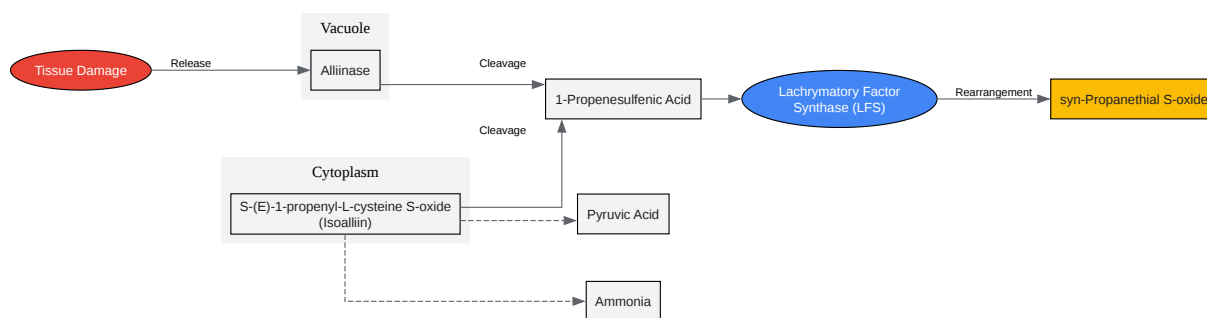 Vacuole
Tissue Damage
Release
Alliinase
Cleavage
1-Propenesulfenic Acid
Lachrymatory Factor
Synthase (LFS)
Rearrangement
syn-Propanethial S-oxide
Cleavage
Cytoplasm
S-(E)-1-propenyl-L-cysteine S-oxide
(Isoalliin)
Pyruvic Acid
Ammonia